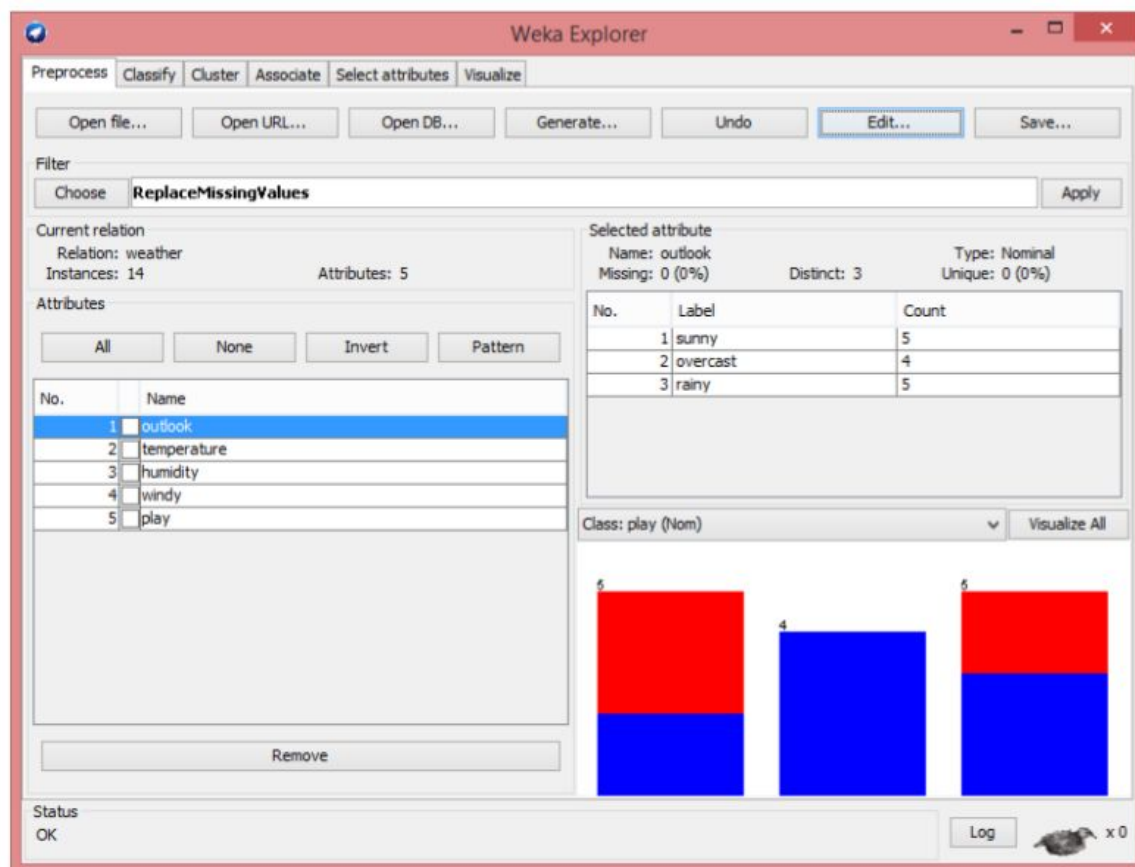 Weka Explorer
Preprocess Classify Cluster Associate Select attributes Visualize
Open file... Open URL... Open DB... Generate... Undo Edit... Save...
Filter
Choose ReplaceMissingValues Apply
Current relation
Relation: weather
Instances: 14 Attributes: 5
Attributes
All None Invert Pattern
No. Name
1 outlook
2 temperature
3 humidity
4 windy
5 play
Remove
Selected attribute
Name: outlook Type: Nominal
Missing: 0 (0%) Distinct: 3 Unique: 0 (0%)
No. Label Count
1 sunny 5
2 overcast 4
3 rainy 5
Class: play (Nom) Visualize All
5 4 5
Status
OK
Log x 0